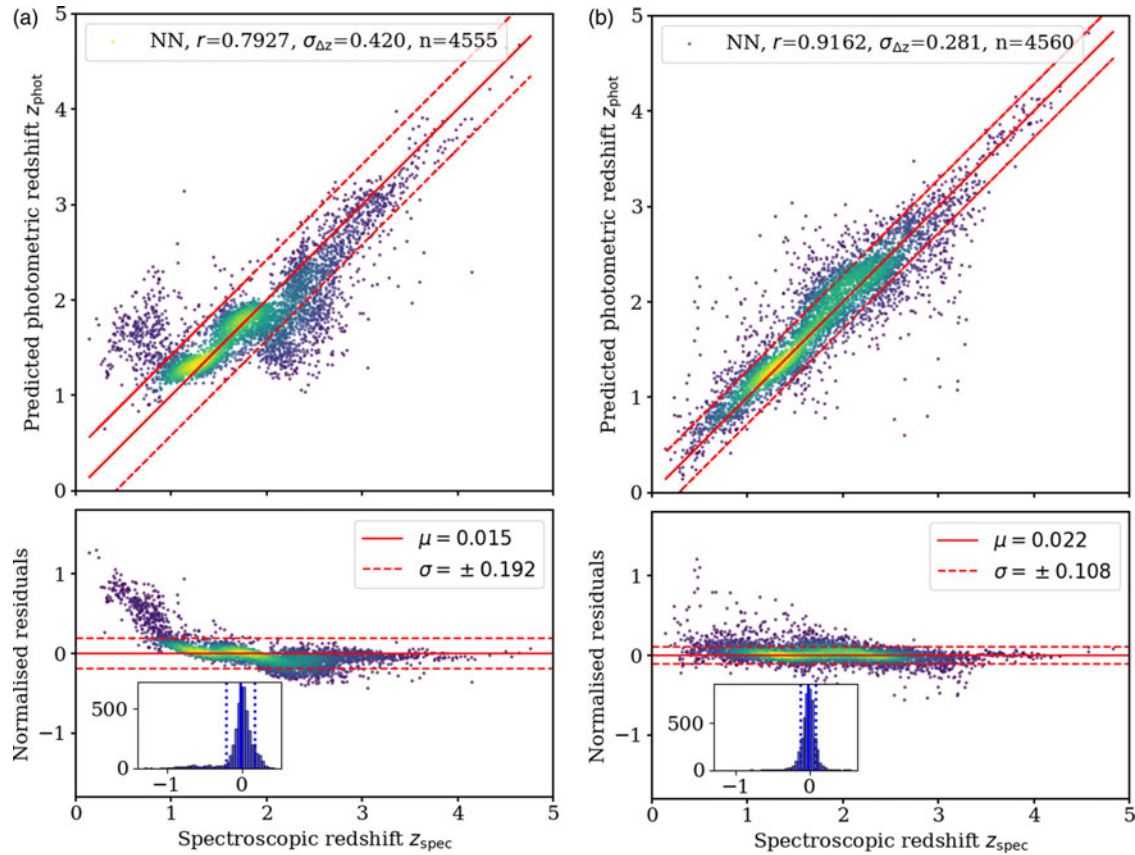 (a)
NN, r=0.7927, σΔz=0.420, n=4555
Predicted photometric redshift zphot
5
4
3
2
1
0
μ = 0.015
σ = ± 0.192
Normalised residuals
1
0
−1
500
0
−1 0
0 1 2 3 4 5
Spectroscopic redshift zspec
(b)
NN, r=0.9162, σΔz=0.281, n=4560
Predicted photometric redshift zphot
5
4
3
2
1
0
μ = 0.022
σ = ± 0.108
Normalised residuals
1
0
−1
500
0
−1 0
0 1 2 3 4 5
Spectroscopic redshift zspec